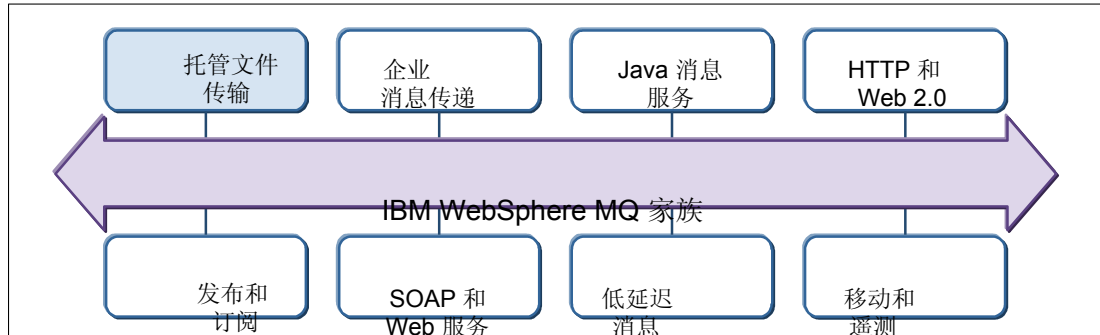 托管文件
传输
企业
消息传递
Java 消息
服务
HTTP 和
Web 2.0
IBM WebSphere MQ 家族
发布和
订阅
SOAP 和
Web 服务
低延迟
消息
移动和
遥测